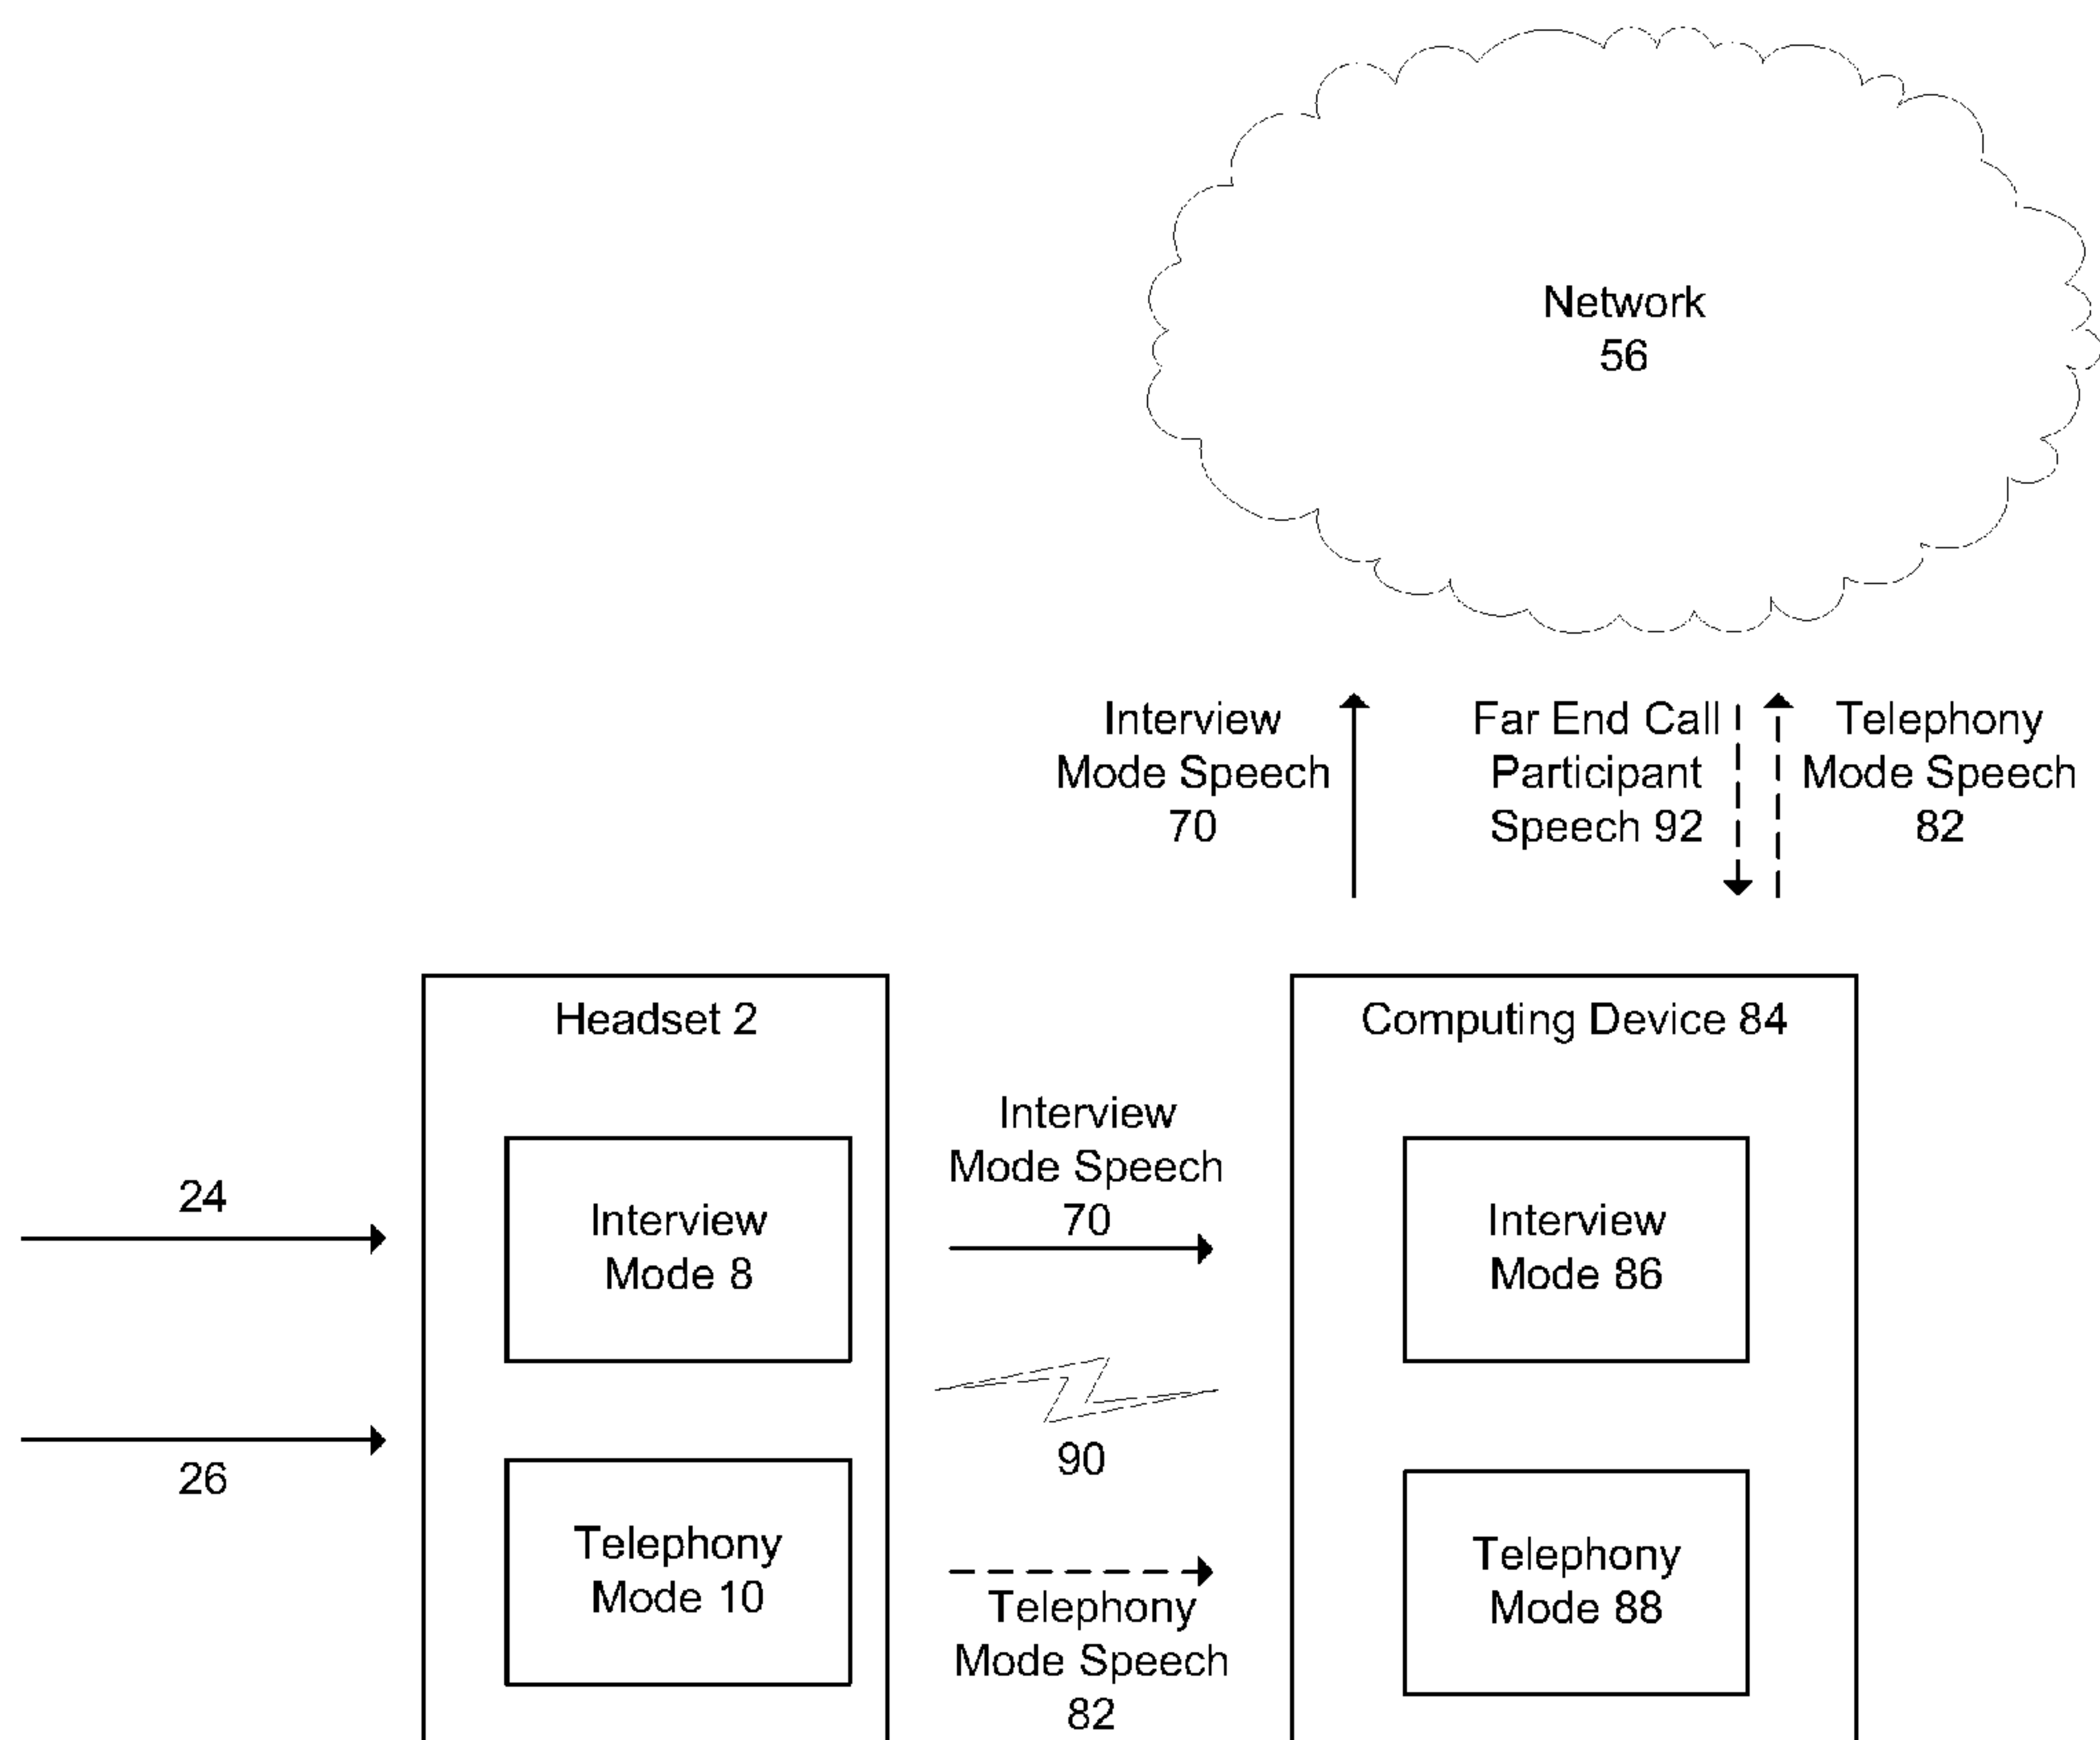 Network
56
Interview
Mode Speech
70
Far End Call
Participant
Speech 92
Telephony
Mode Speech
82
Headset 2
Computing Device 84
24
Interview
Mode 8
Interview
Mode Speech
70
Interview
Mode 86
26
90
Telephony
Mode 10
Telephony
Mode Speech
82
Telephony
Mode 88